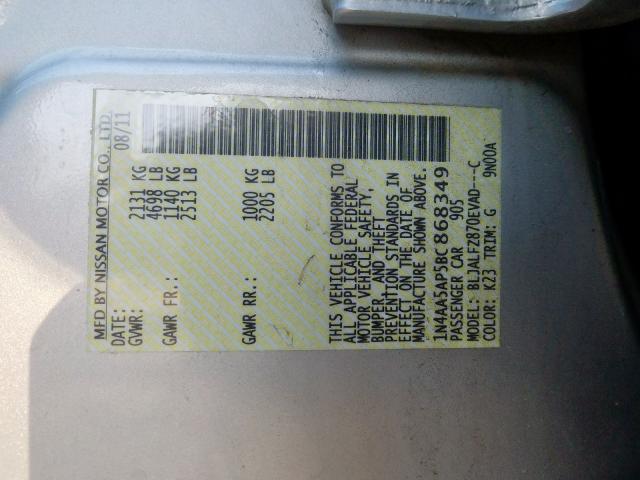 MFD BY NISSAN MOTOR CO., LTD.
DATE: 08/11
GVWR: 2131 KG
4698 LB
GAWR FR.: 1140 KG
2513 LB
GAWR RR.: 1000 KG
2205 LB
THIS VEHICLE CONFORMS TO
ALL APPLICABLE FEDERAL
MOTOR VEHICLE SAFETY,
BUMPER, AND THEFT
PREVENTION STANDARDS IN
EFFECT ON THE DATE OF
MANUFACTURE SHOWN ABOVE.
1N4AA5AP5BC868349
PASSENGER CAR 905
MODEL: BLJALFZ870EVAD---C
COLOR: K23 TRIM: G 9N00A